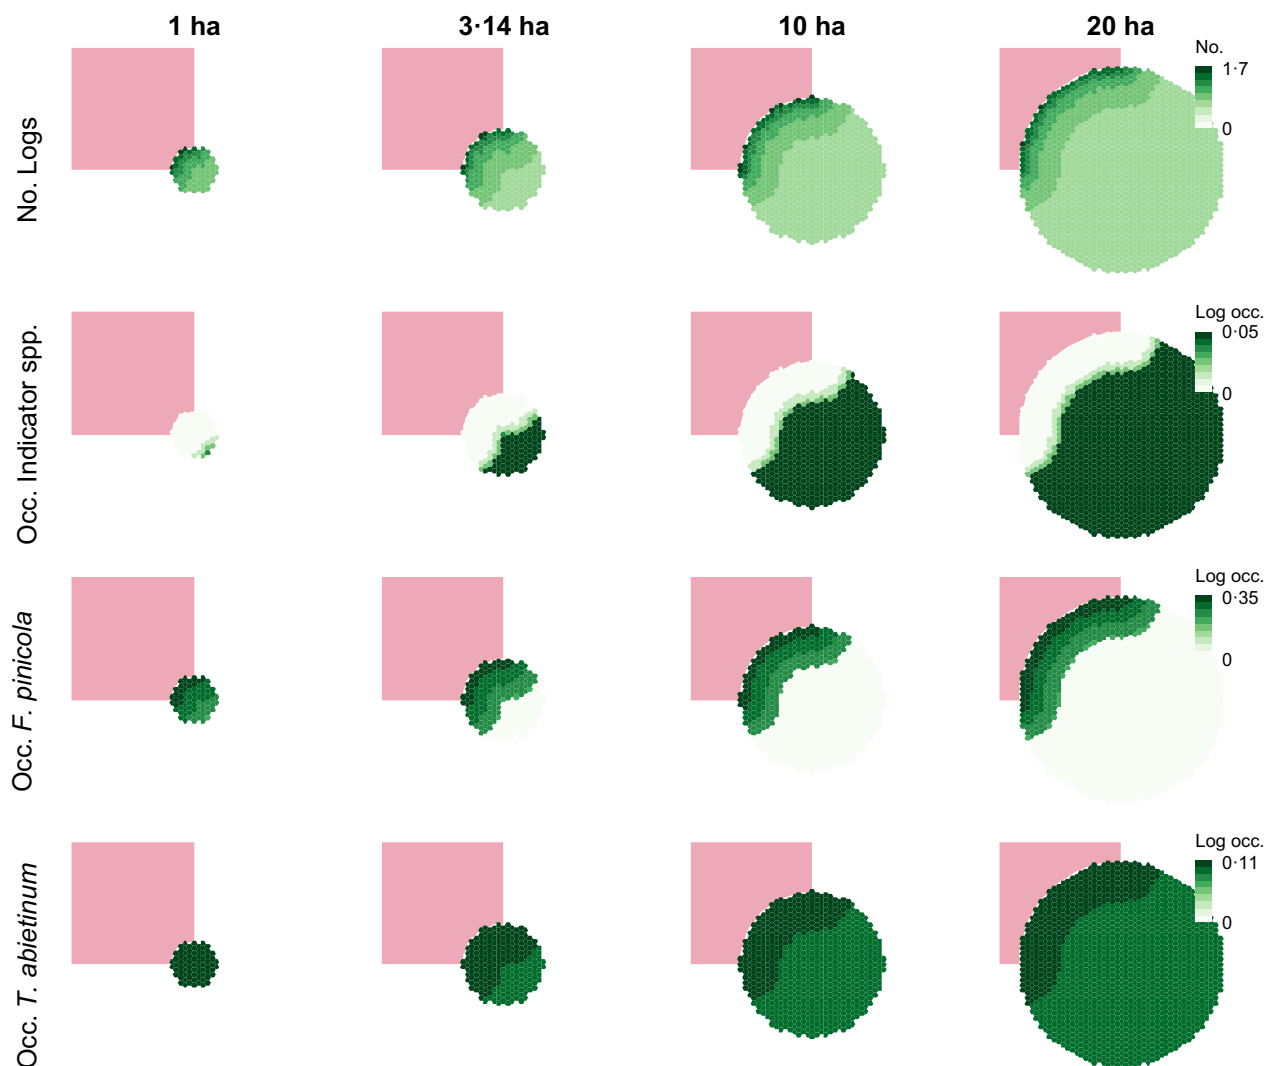 1 ha
3·14 ha
10 ha
20 ha
No. Logs
No.
1·7
0
Occ. Indicator spp.
Log occ.
0·05
0
Occ. F. pinicola
Log occ.
0·35
0
Occ. T. abietinum
Log occ.
0·11
0